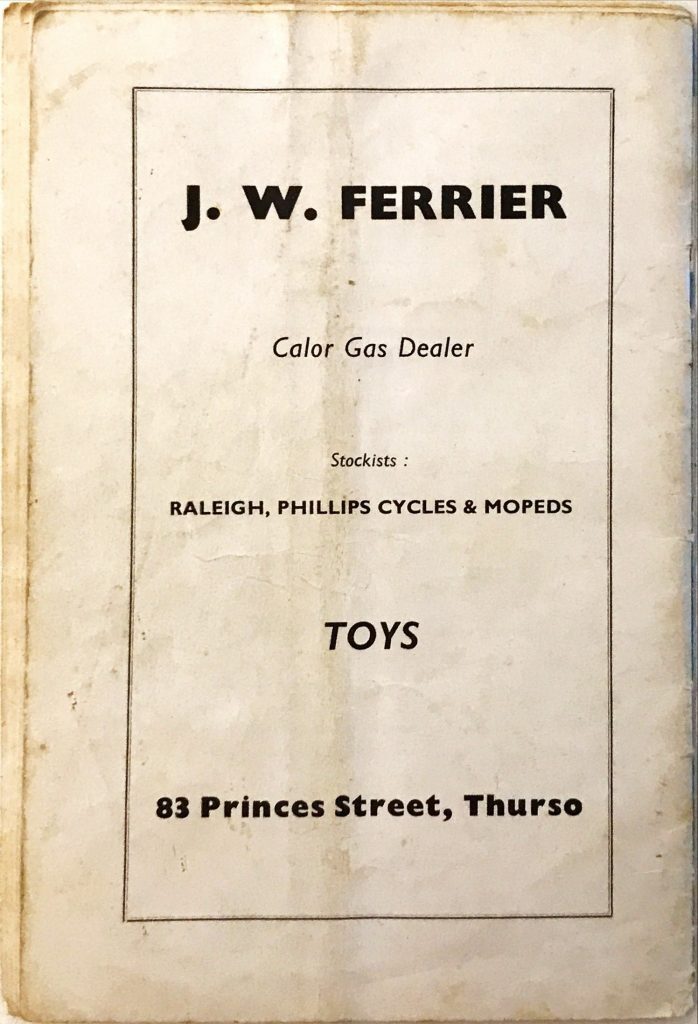 J. W. FERRIER
Calor Gas Dealer
Stockists :
RALEIGH, PHILLIPS CYCLES & MOPEDS
TOYS
83 Princes Street, Thurso